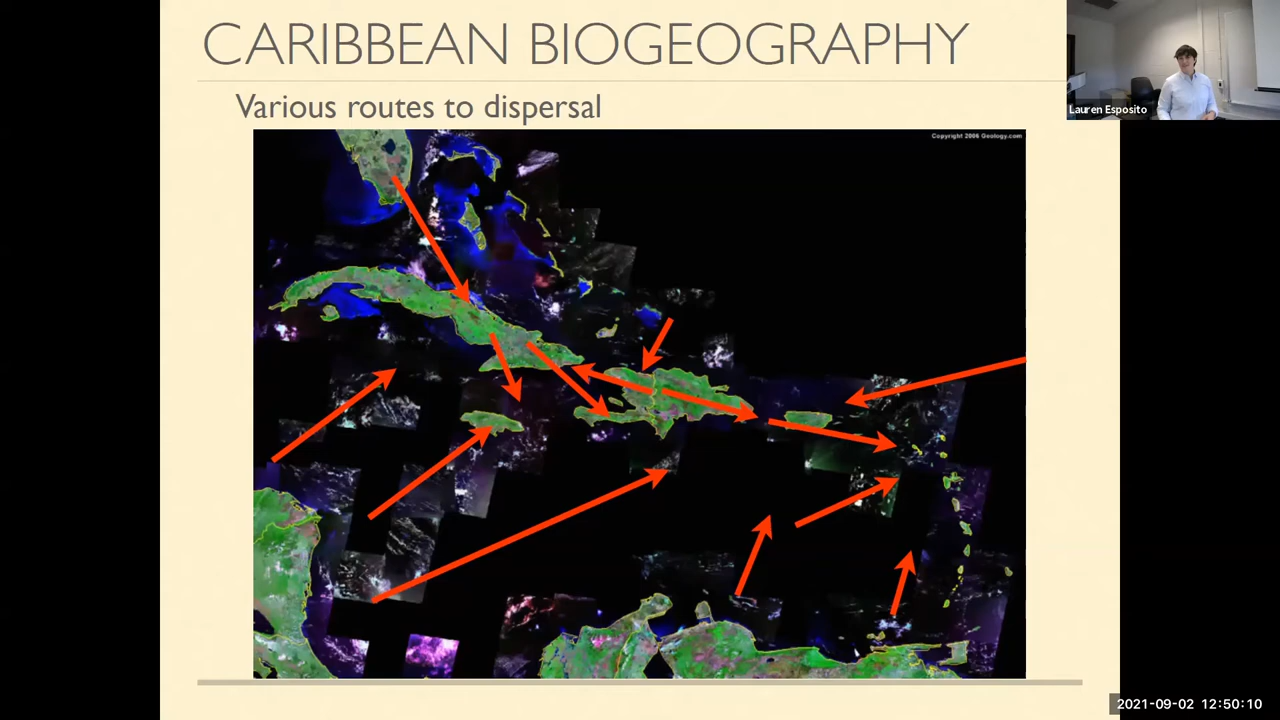 CARIBBEAN BIOGEOGRAPHY
Various routes to dispersal
Copyright 2006 Geology.com
Lauren Esposito
2021-09-02 12:50:10